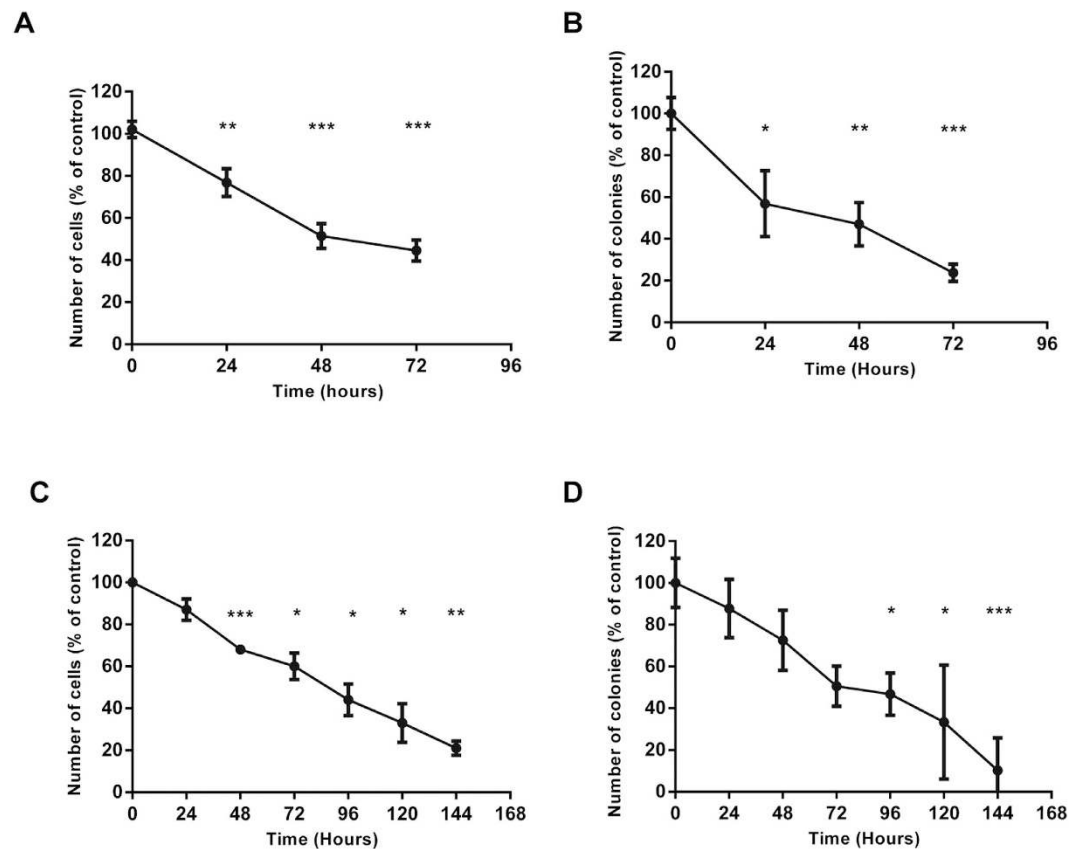 A
Number of cells (% of control)
120
100
80
60
40
20
0
** *** ***
0 24 48 72 96
Time (hours)
B
Number of colonies (% of control)
120
100
80
60
40
20
0
* ** ***
0 24 48 72 96
Time (Hours)
C
Number of cells (% of control)
120
100
80
60
40
20
0
*** * * * **
0 24 48 72 96 120 144 168
Time (Hours)
D
Number of colonies (% of control)
120
100
80
60
40
20
0
* * ***
0 24 48 72 96 120 144 168
Time (Hours)